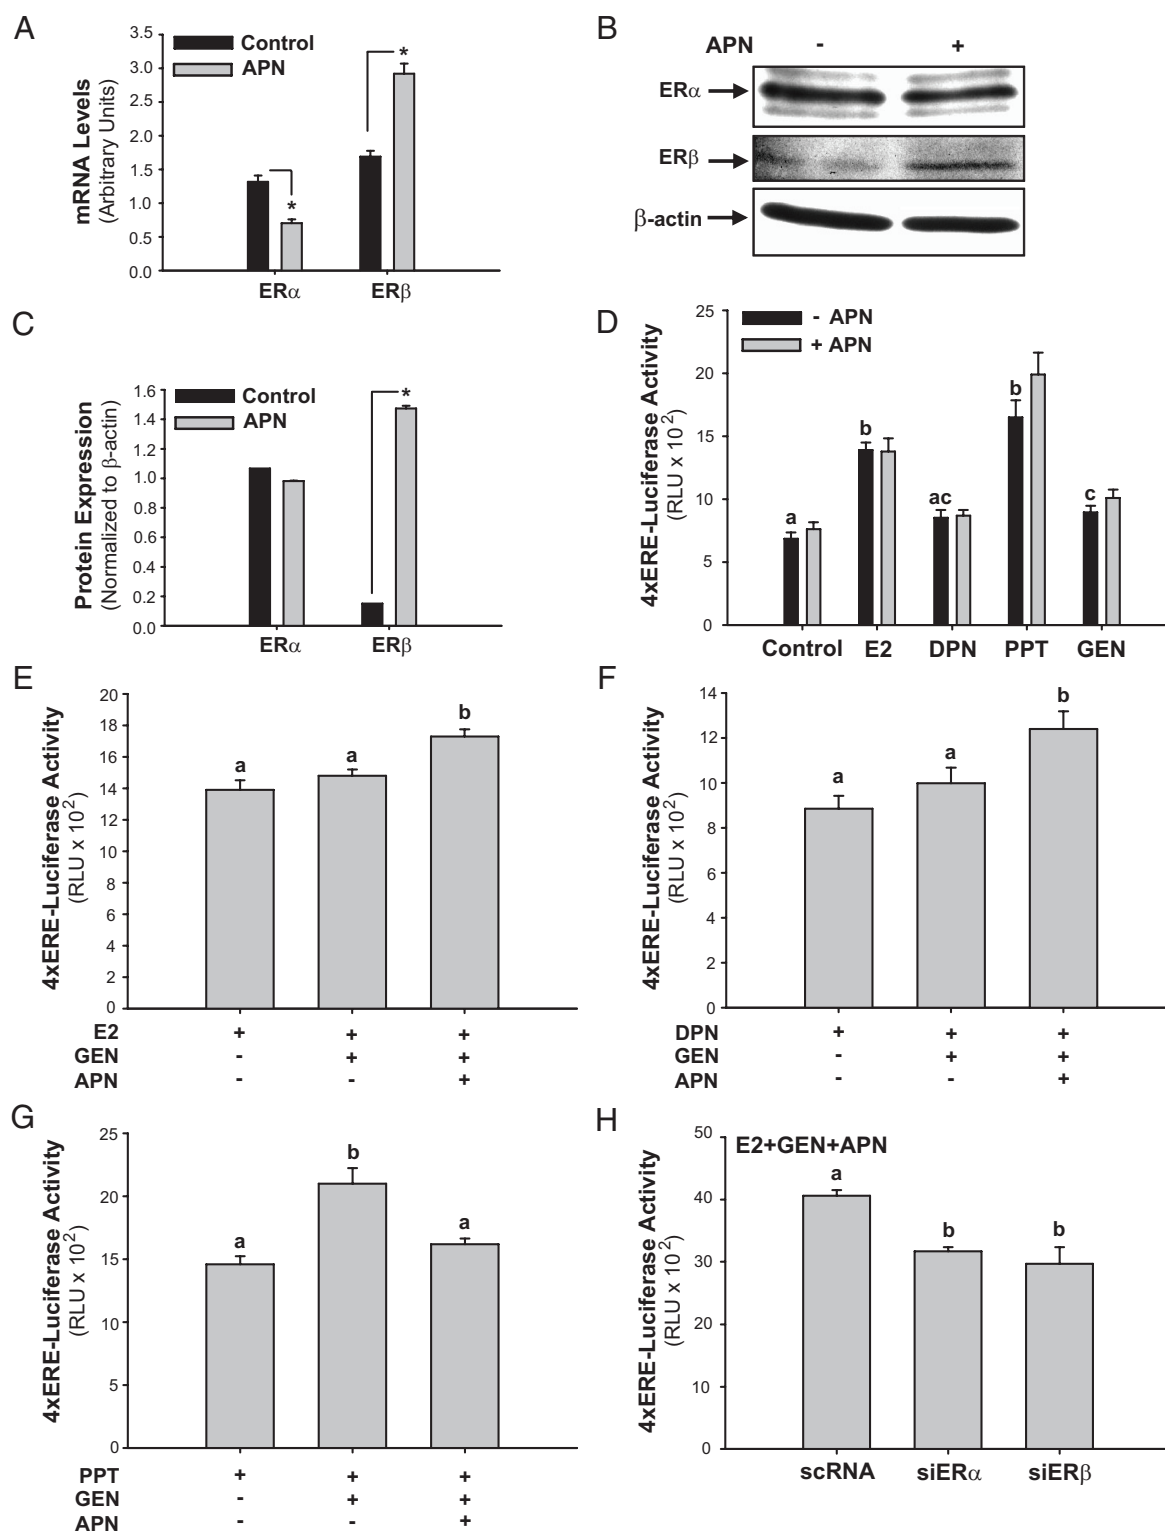 A
mRNA Levels
(Arbitrary Units)
3.5
3.0
2.5
2.0
1.5
1.0
0.5
0.0
Control
APN
*
*
ERα
ERβ
B
APN - +
ERα
ERβ
β-actin
C
Protein Expression
(Normalized to β-actin)
1.6
1.4
1.2
1.0
0.8
0.6
0.4
0.2
0.0
Control
APN
*
ERα
ERβ
D
4xERE-Luciferase Activity
(RLU x 10²)
25
20
15
10
5
0
- APN
+ APN
a
b
ac
b
c
Control E2 DPN PPT GEN
E
4xERE-Luciferase Activity
(RLU x 10²)
20
18
16
14
12
10
8
6
4
2
0
a
a
b
E2 + + +
GEN - + +
APN - - +
F
4xERE-Luciferase Activity
(RLU x 10²)
14
12
10
8
6
4
2
0
a
a
b
DPN + + +
GEN - + +
APN - - +
G
4xERE-Luciferase Activity
(RLU x 10²)
25
20
15
10
5
0
a
b
a
PPT + + +
GEN - + +
APN - - +
H
4xERE-Luciferase Activity
(RLU x 10²)
50
40
30
20
10
0
E2+GEN+APN
a
b
b
scRNA siERα siERβ